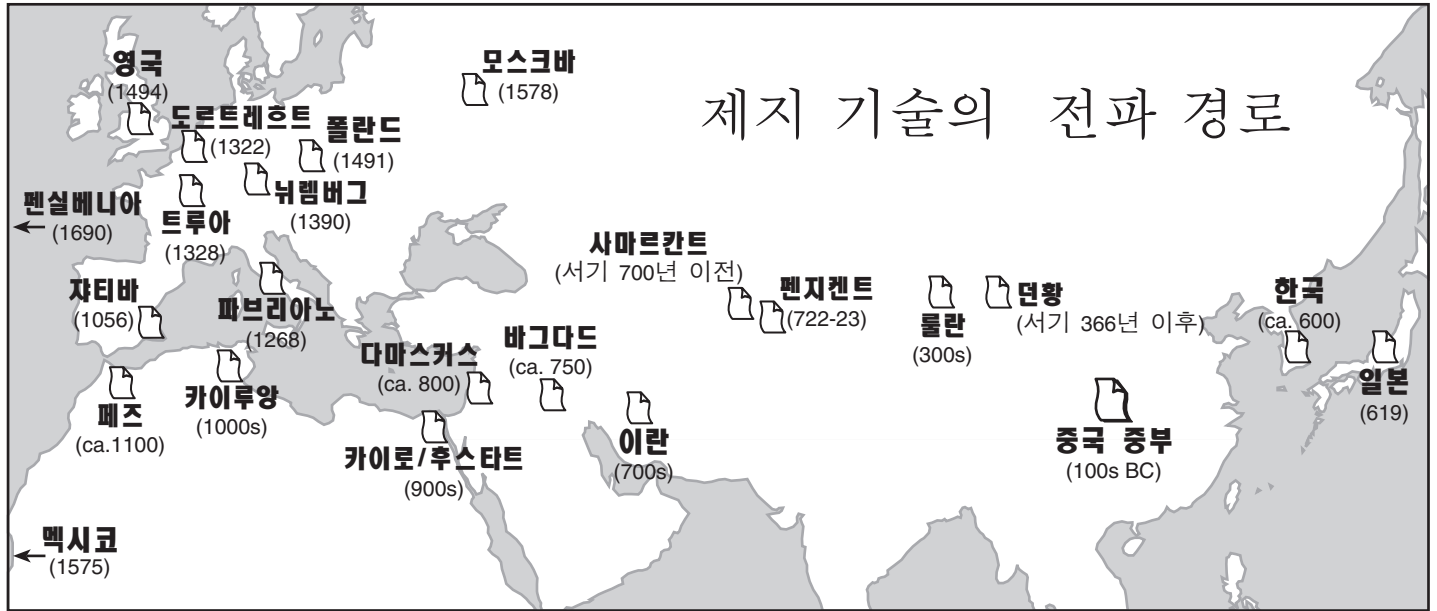 제지 기술의 전파 경로
영국
(1494)
모스크바
(1578)
도르트레흐트
(1322)
폴란드
(1491)
뉘렘버그
(1390)
펜실베니아
(1690)
트루아
(1328)
사마르칸트
(서기 700년 이전)
펜지켄트
(722-23)
룰란
(300s)
둰황
(서기 366년 이후)
한국
(ca. 600)
일본
(619)
쟈티바
(1056)
파브리아노
(1268)
바그다드
(ca. 750)
다마스커스
(ca. 800)
페즈
(ca.1100)
카이루앙
(1000s)
카이로/후스타트
(900s)
이란
(700s)
중국 중부
(100s BC)
멕시코
(1575)